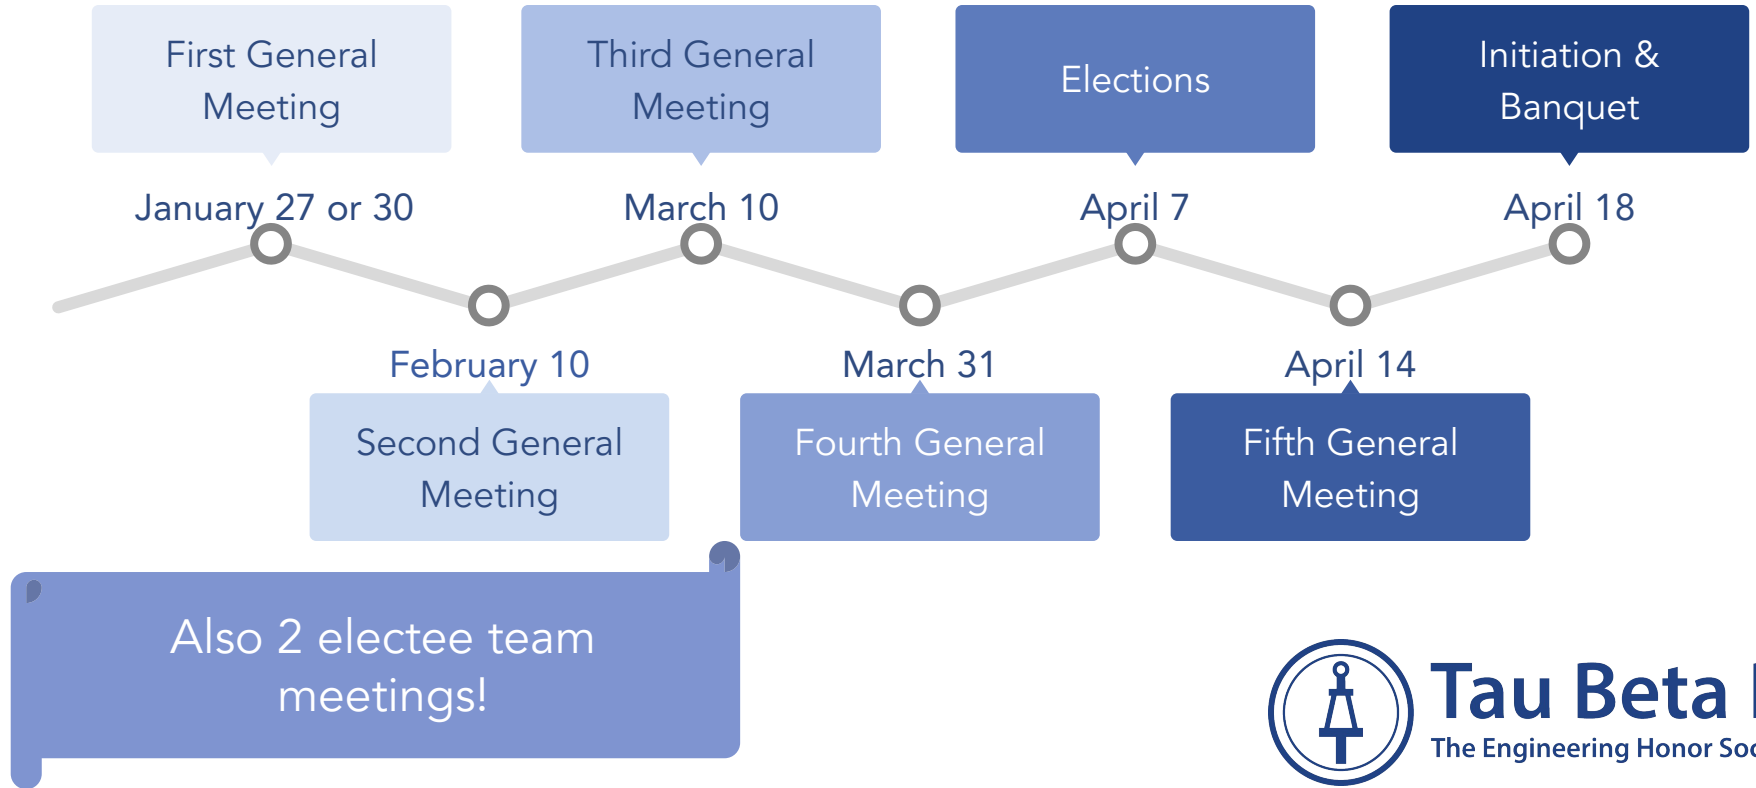 First General
Meeting
Third General
Meeting
Elections
Initiation &
Banquet
January 27 or 30
March 10
April 7
April 18
February 10
March 31
April 14
Second General
Meeting
Fourth General
Meeting
Fifth General
Meeting
Also 2 electee team
meetings!
Tau Beta
The Engineering Honor